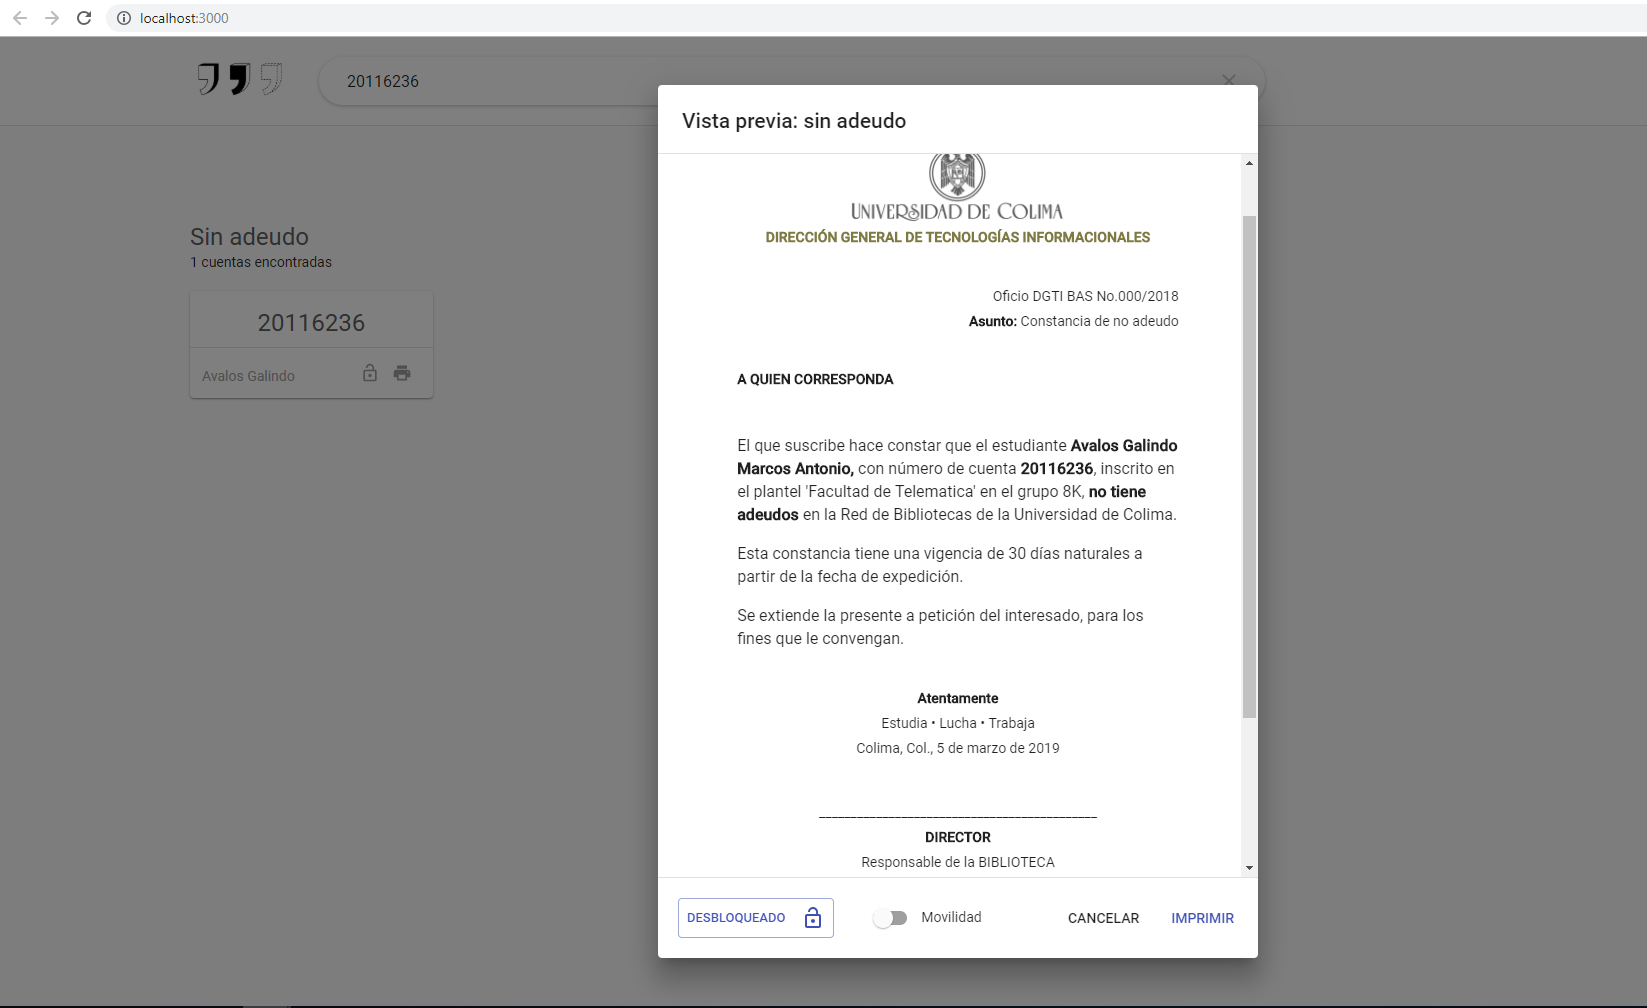 localhost:3000
20116236
Vista previa: sin adeudo
UNIVERSIDAD DE COLIMA
DIRECCIÓN GENERAL DE TECNOLOGÍAS INFORMACIONALES
Oficio DGTI BAS No.000/2018
Asunto: Constancia de no adeudo
A QUIEN CORRESPONDA
El que suscribe hace constar que el estudiante Avalos Galindo
Marcos Antonio, con número de cuenta 20116236, inscrito en
el plantel 'Facultad de Telematica' en el grupo 8K, no tiene
adeudos en la Red de Bibliotecas de la Universidad de Colima.
Esta constancia tiene una vigencia de 30 días naturales a
partir de la fecha de expedición.
Se extiende la presente a petición del interesado, para los
fines que le convengan.
Atentamente
Estudia • Lucha • Trabaja
Colima, Col., 5 de marzo de 2019
DIRECTOR
Responsable de la BIBLIOTECA
DESBLOQUEADO
Movilidad
CANCELAR
IMPRIMIR
Sin adeudo
1 cuentas encontradas
20116236
Avalos Galindo